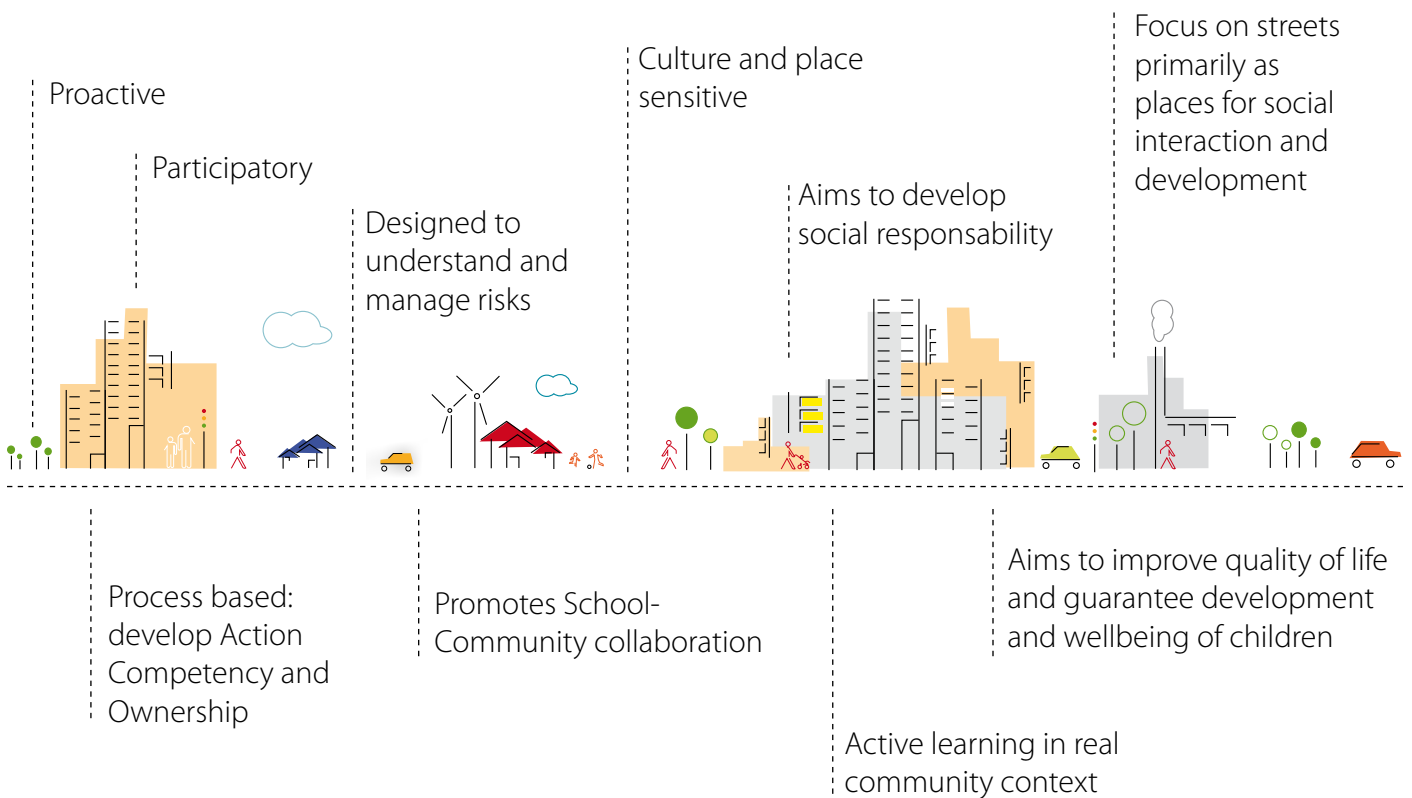 Proactive
Participatory
Designed to
understand and
manage risks
Culture and place
sensitive
Aims to develop
social responsability
Focus on streets
primarily as
places for social
interaction and
development
Process based:
develop Action
Competency and
Ownership
Promotes School-
Community collaboration
Active learning in real
community context
Aims to improve quality of life
and guarantee development
and wellbeing of children